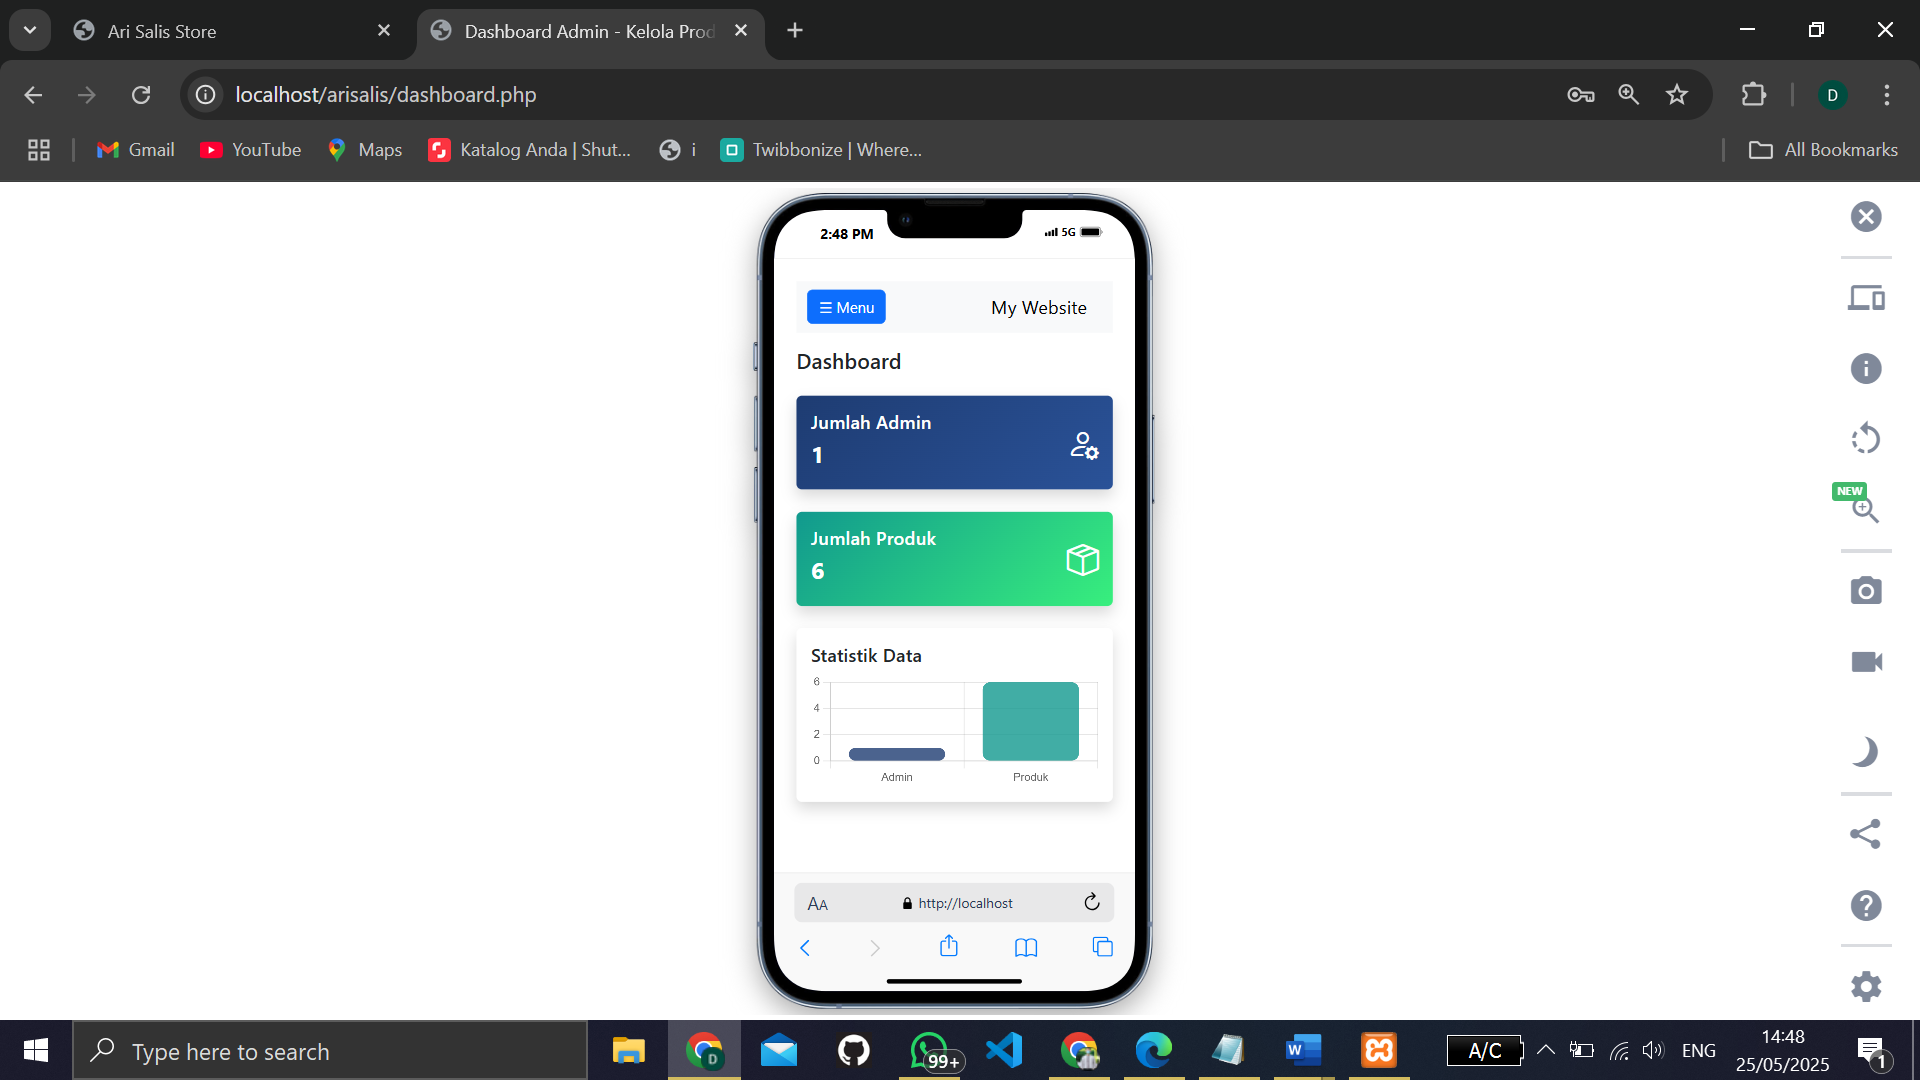 Ari Salis Store
Dashboard Admin - Kelola Prod
localhost/arisalis/dashboard.php
D
Gmail
YouTube
Maps
Katalog Anda | Shut...
i
Twibbonize | Where...
All Bookmarks
2:48 PM
5G
☰ Menu
My Website
Dashboard
Jumlah Admin
1
Jumlah Produk
6
Statistik Data
6
4
2
0
Admin
Produk
AA
http://localhost
NEW
Type here to search
D
99+
W
A/C
ENG
14:48
25/05/2025
1